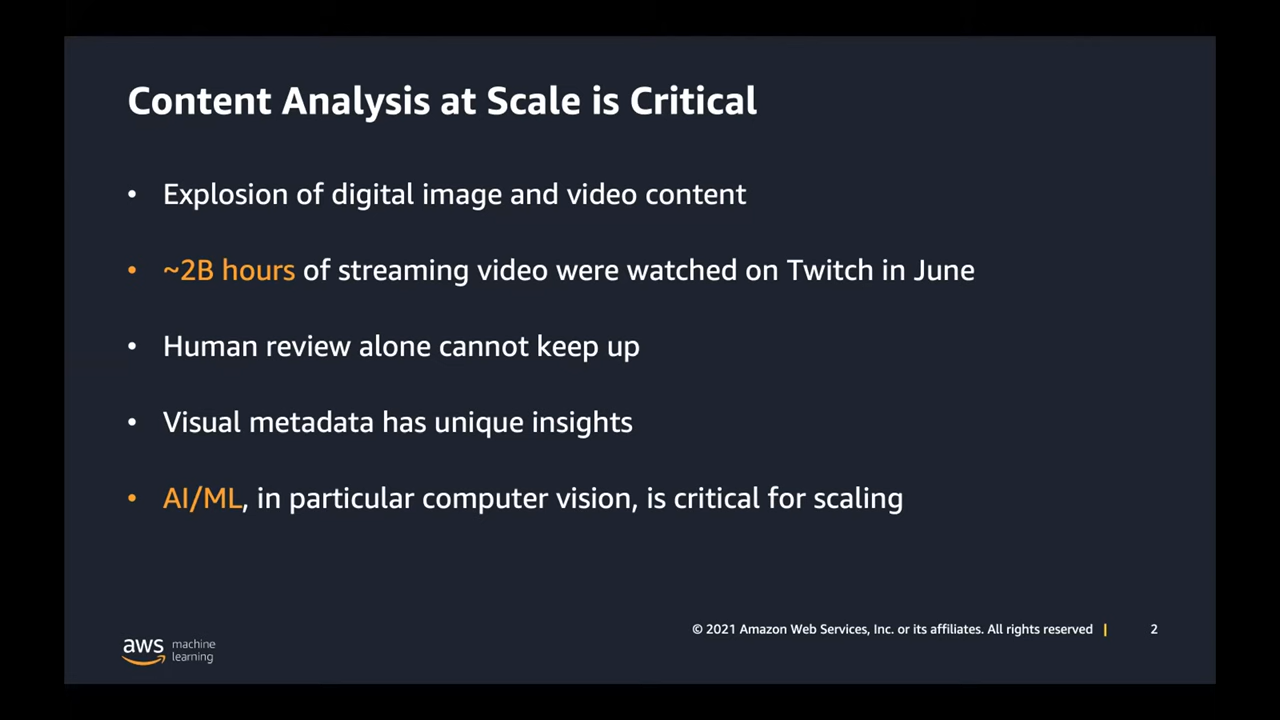 Content Analysis at Scale is Critical
• Explosion of digital image and video content
• ~2B hours of streaming video were watched on Twitch in June
• Human review alone cannot keep up
• Visual metadata has unique insights
• AI/ML, in particular computer vision, is critical for scaling
© 2021 Amazon Web Services, Inc. or its affiliates. All rights reserved | 2
aws machine
learning